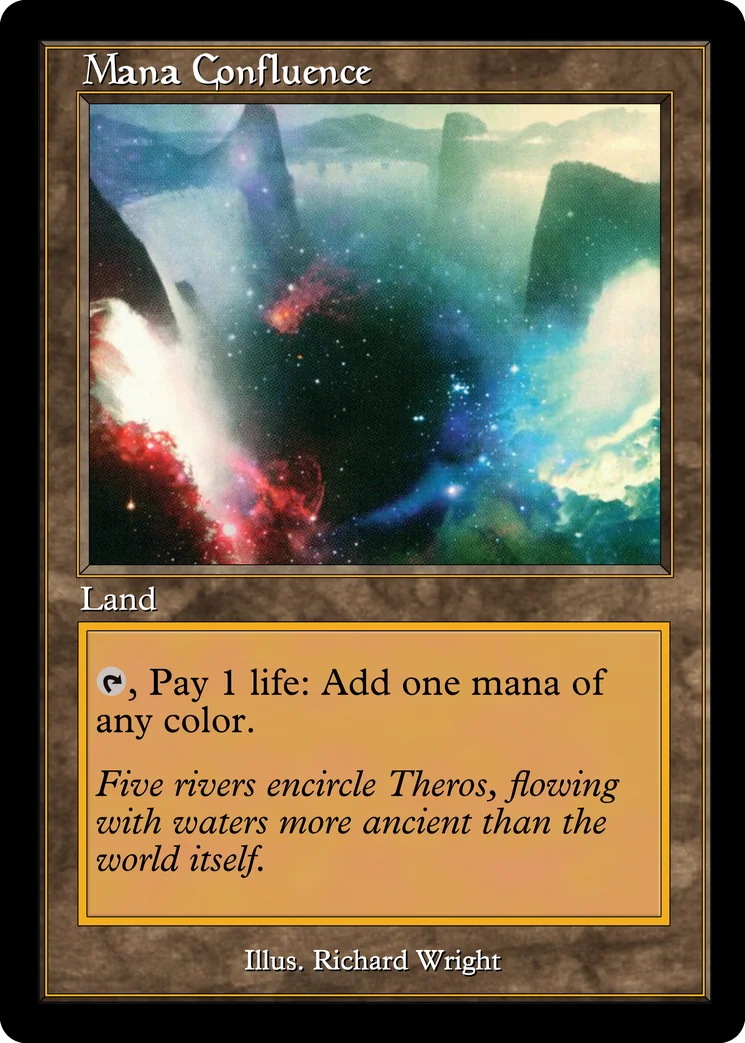 Mana Confluence
Land
, Pay 1 life: Add one mana of
any color.
Five rivers encircle Theros, flowing
with waters more ancient than the
world itself.
Illus. Richard Wright